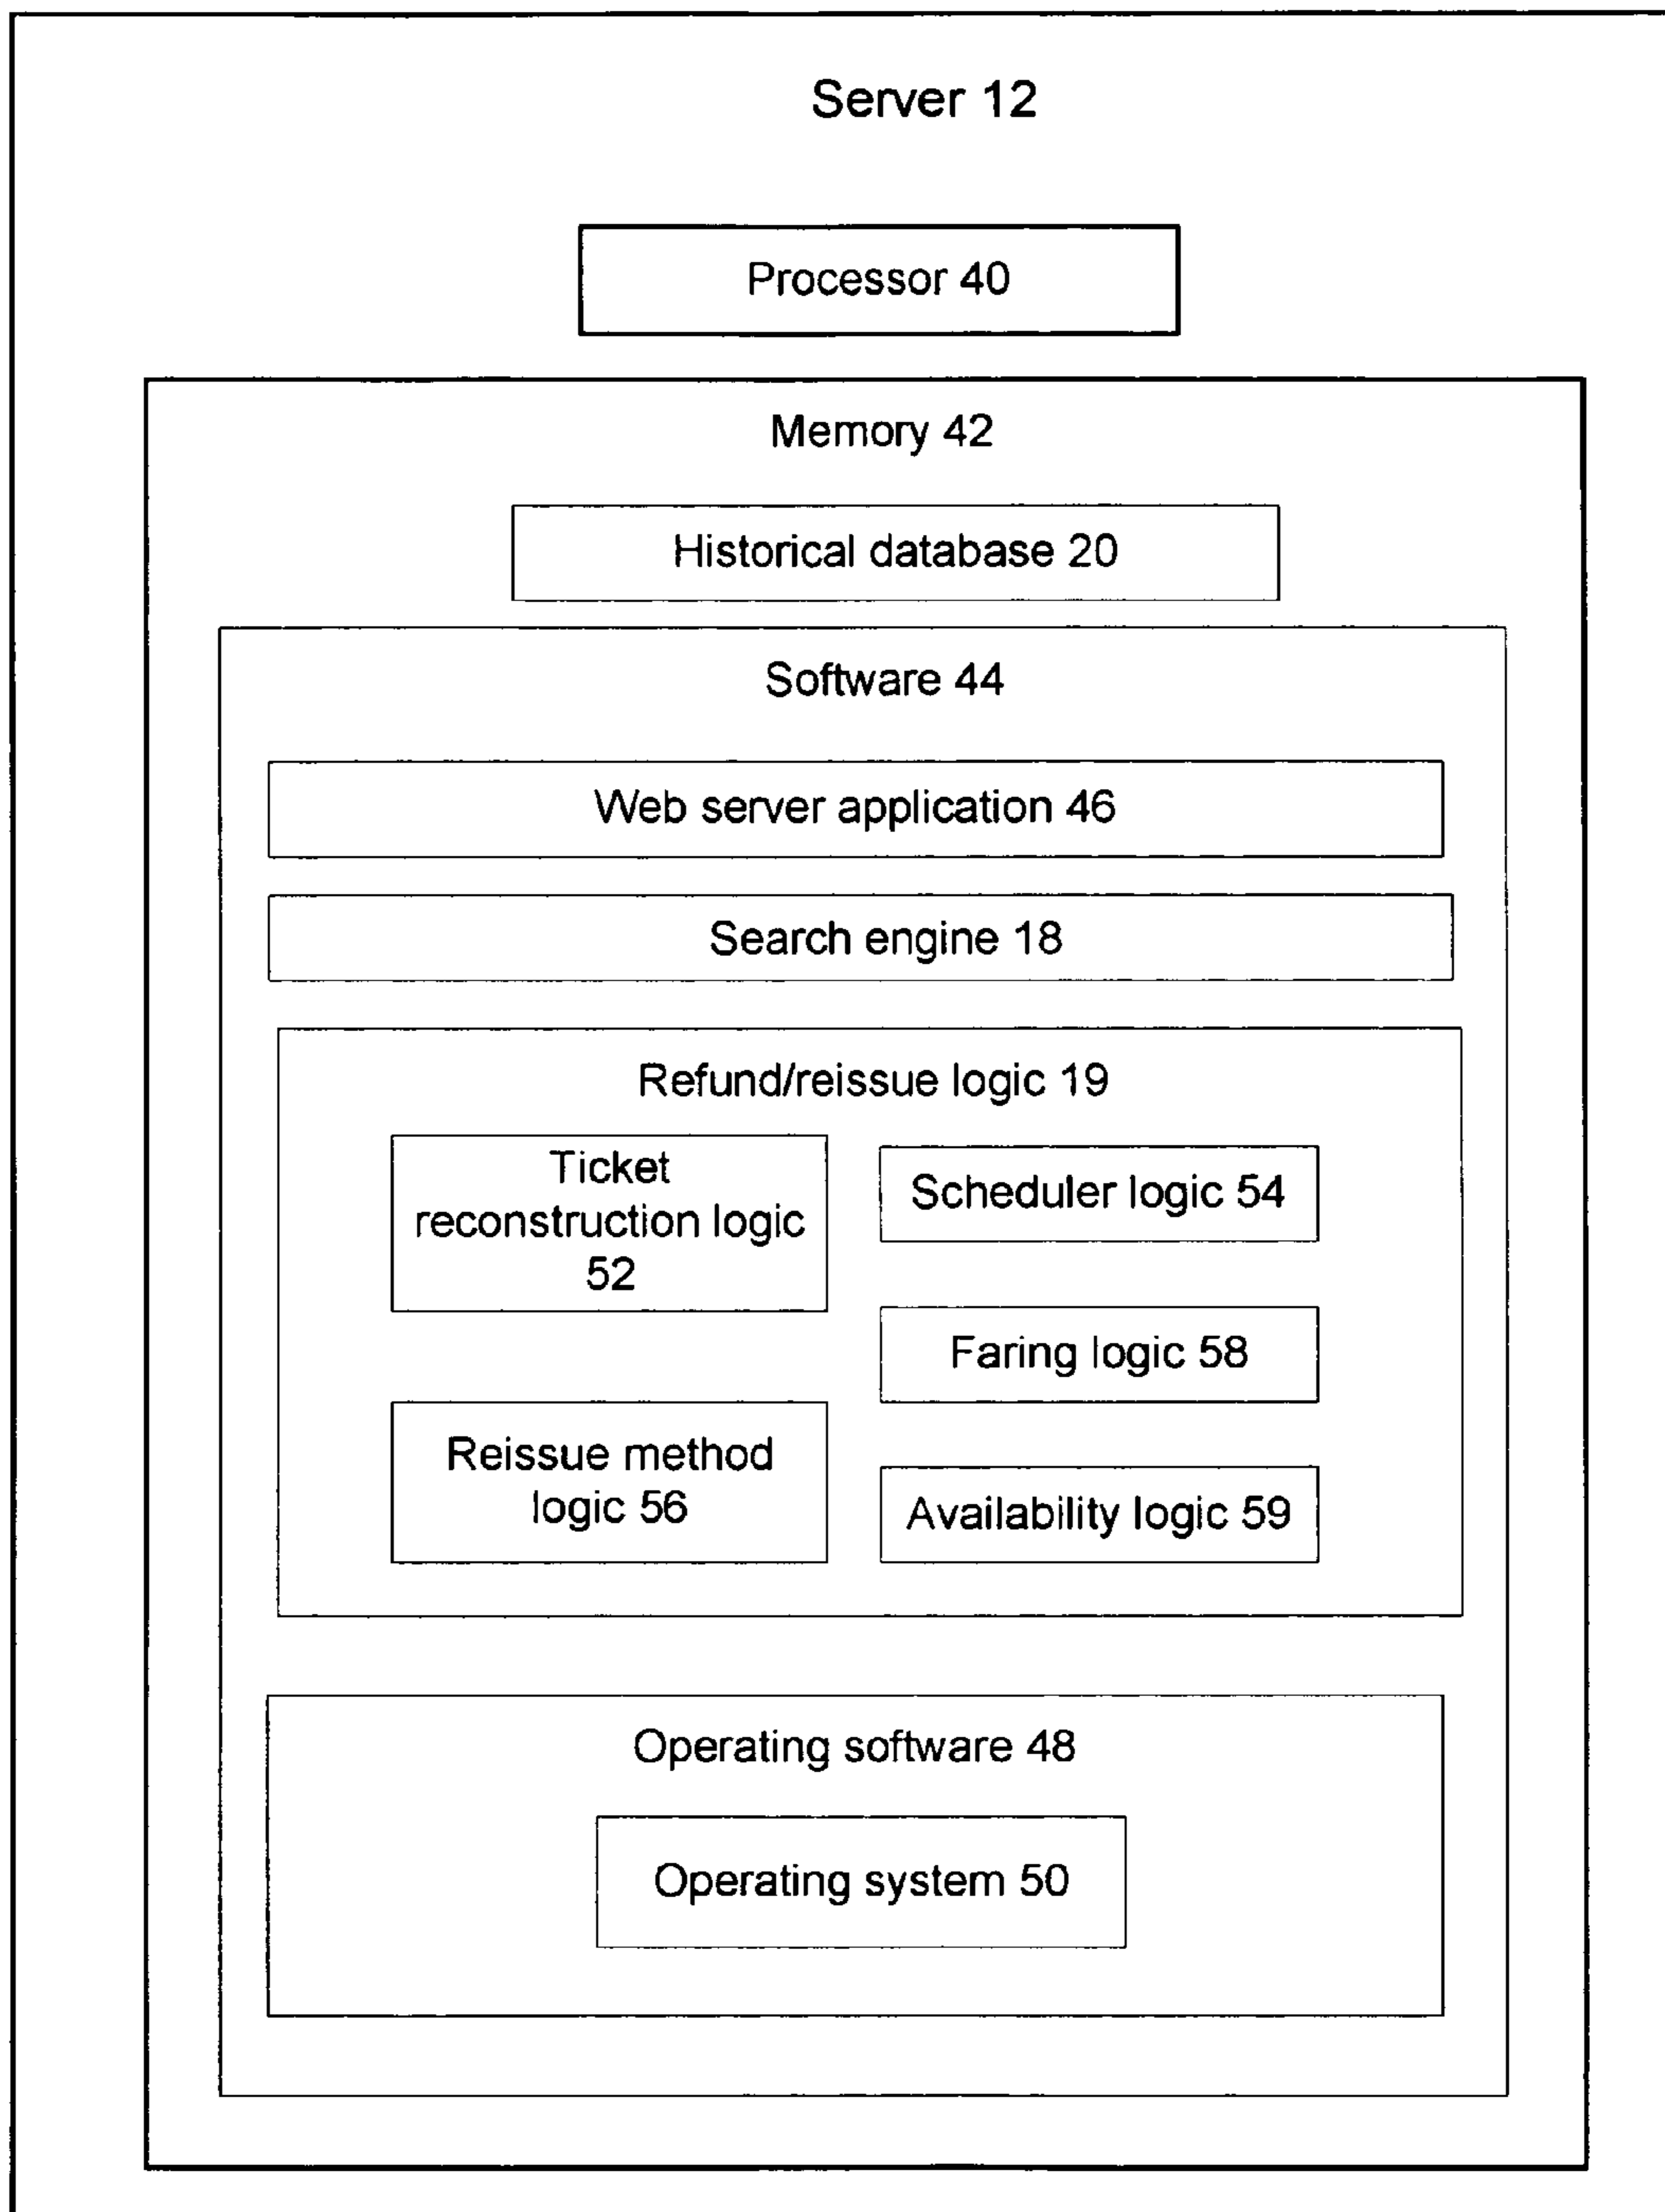 Server 12
Processor 40
Memory 42
Historical database 20
Software 44
Web server application 46
Search engine 18
Refund/reissue logic 19
Ticket
reconstruction logic
52
Scheduler logic 54
Faring logic 58
Reissue method
logic 56
Availability logic 59
Operating software 48
Operating system 50